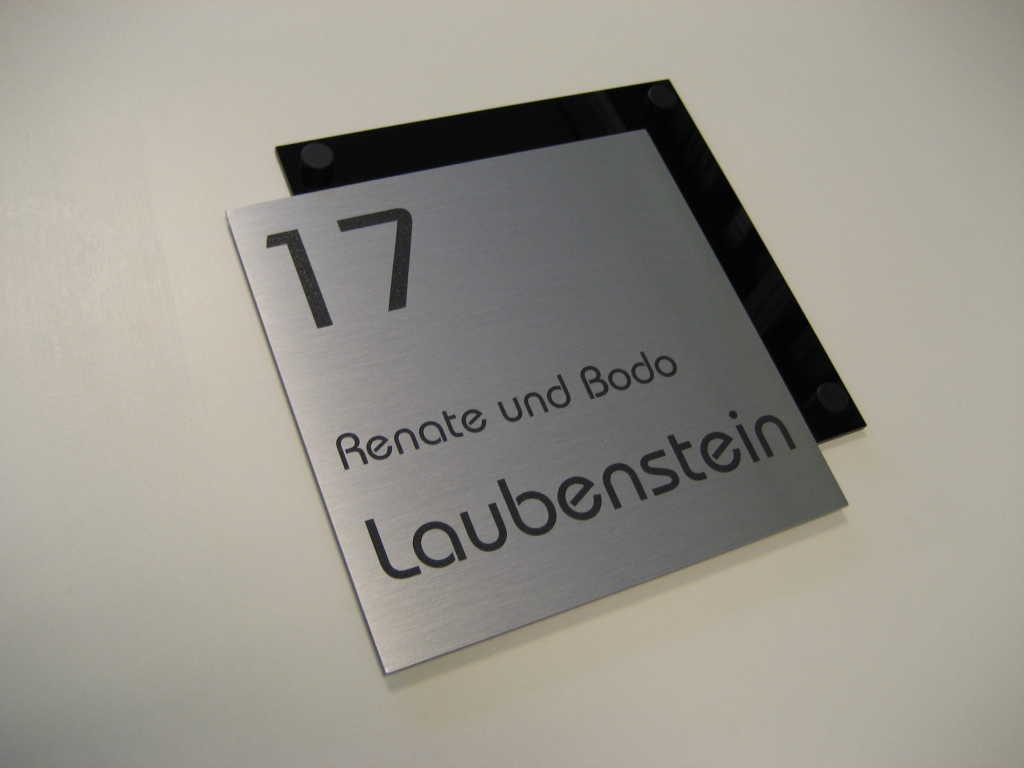 17
Renate und Bodo
Laubenstein